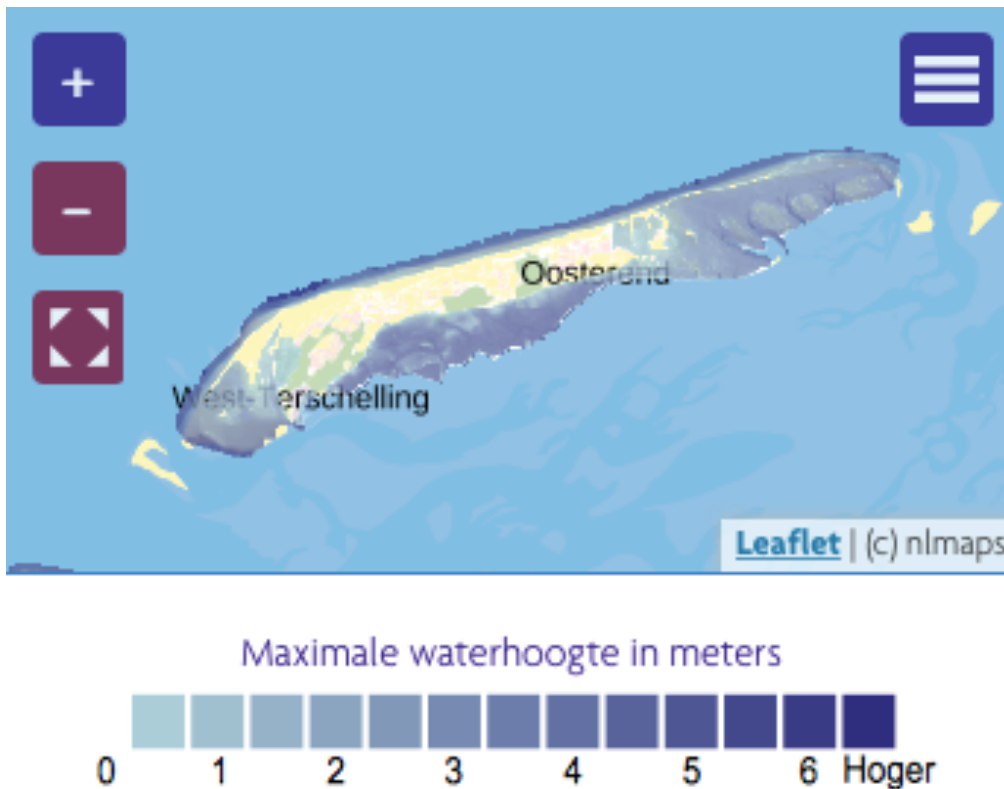 +
−
Oosterend
West-Terschelling
Leaflet | (c) nlmaps
Maximale waterhoogte in meters
0 1 2 3 4 5 6 Hoger